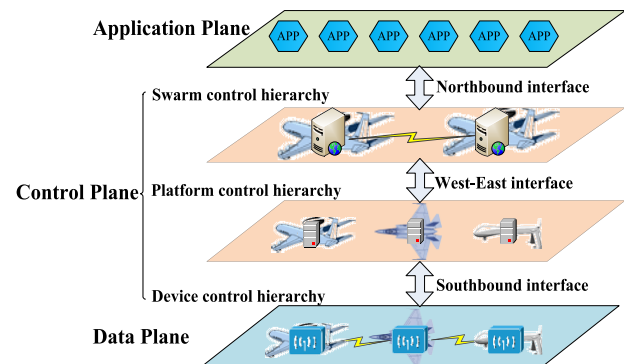 Application Plane
APP APP APP APP APP APP
Northbound interface
Swarm control hierarchy
Control Plane
West-East interface
Platform control hierarchy
Southbound interface
Device control hierarchy
Data Plane